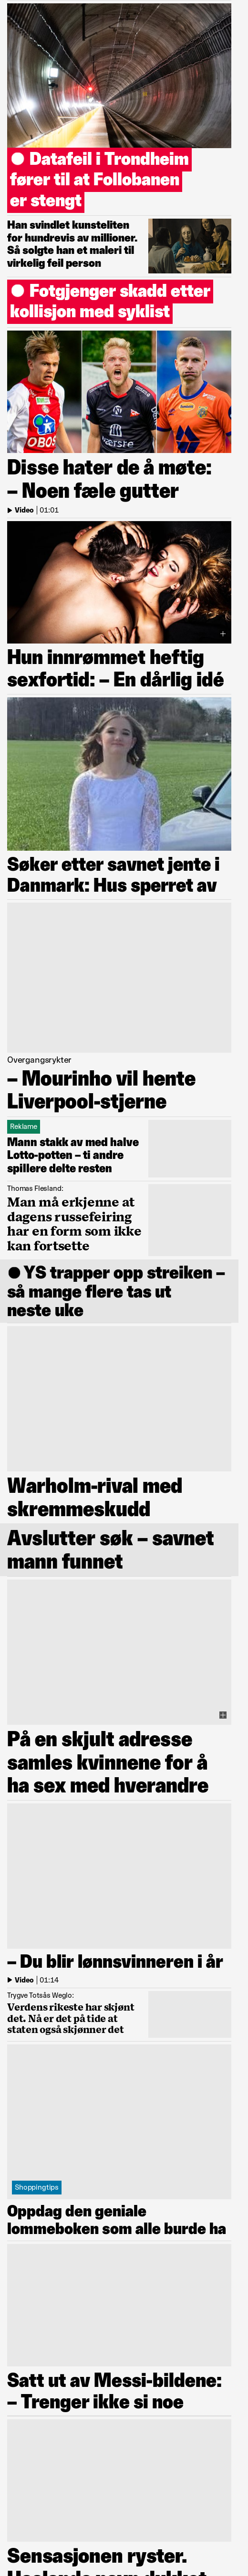 ● Datafeil i Trondheim
fører til at Follobanen
er stengt
Han svindlet kunsteliten
for hundrevis av millioner.
Så solgte han et maleri til
virkelig feil person
● Fotgjenger skadd etter
kollisjon med syklist
OBOS
Disse hater de å møte:
– Noen fæle gutter
Video | 01:01
Hun innrømmet heftig
sexfortid: – En dårlig idé
Søker etter savnet jente i
Danmark: Hus sperret av
Overgangsrykter
– Mourinho vil hente
Liverpool-stjerne
Reklame
Mann stakk av med halve
Lotto-potten – ti andre
spillere delte resten
Thomas Flesland:
Man må erkjenne at
dagens russefeiring
har en form som ikke
kan fortsette
● YS trapper opp streiken –
så mange flere tas ut
neste uke
Warholm-rival med
skremmeskudd
Avslutter søk – savnet
mann funnet
På en skjult adresse
samles kvinnene for å
ha sex med hverandre
– Du blir lønnsvinneren i år
Video | 01:14
Trygve Totsås Weglo:
Verdens rikeste har skjønt
det. Nå er det på tide at
staten også skjønner det
Shoppingtips
Oppdag den geniale
lommeboken som alle burde ha
Satt ut av Messi-bildene:
– Trenger ikke si noe
Sensasjonen ryster.